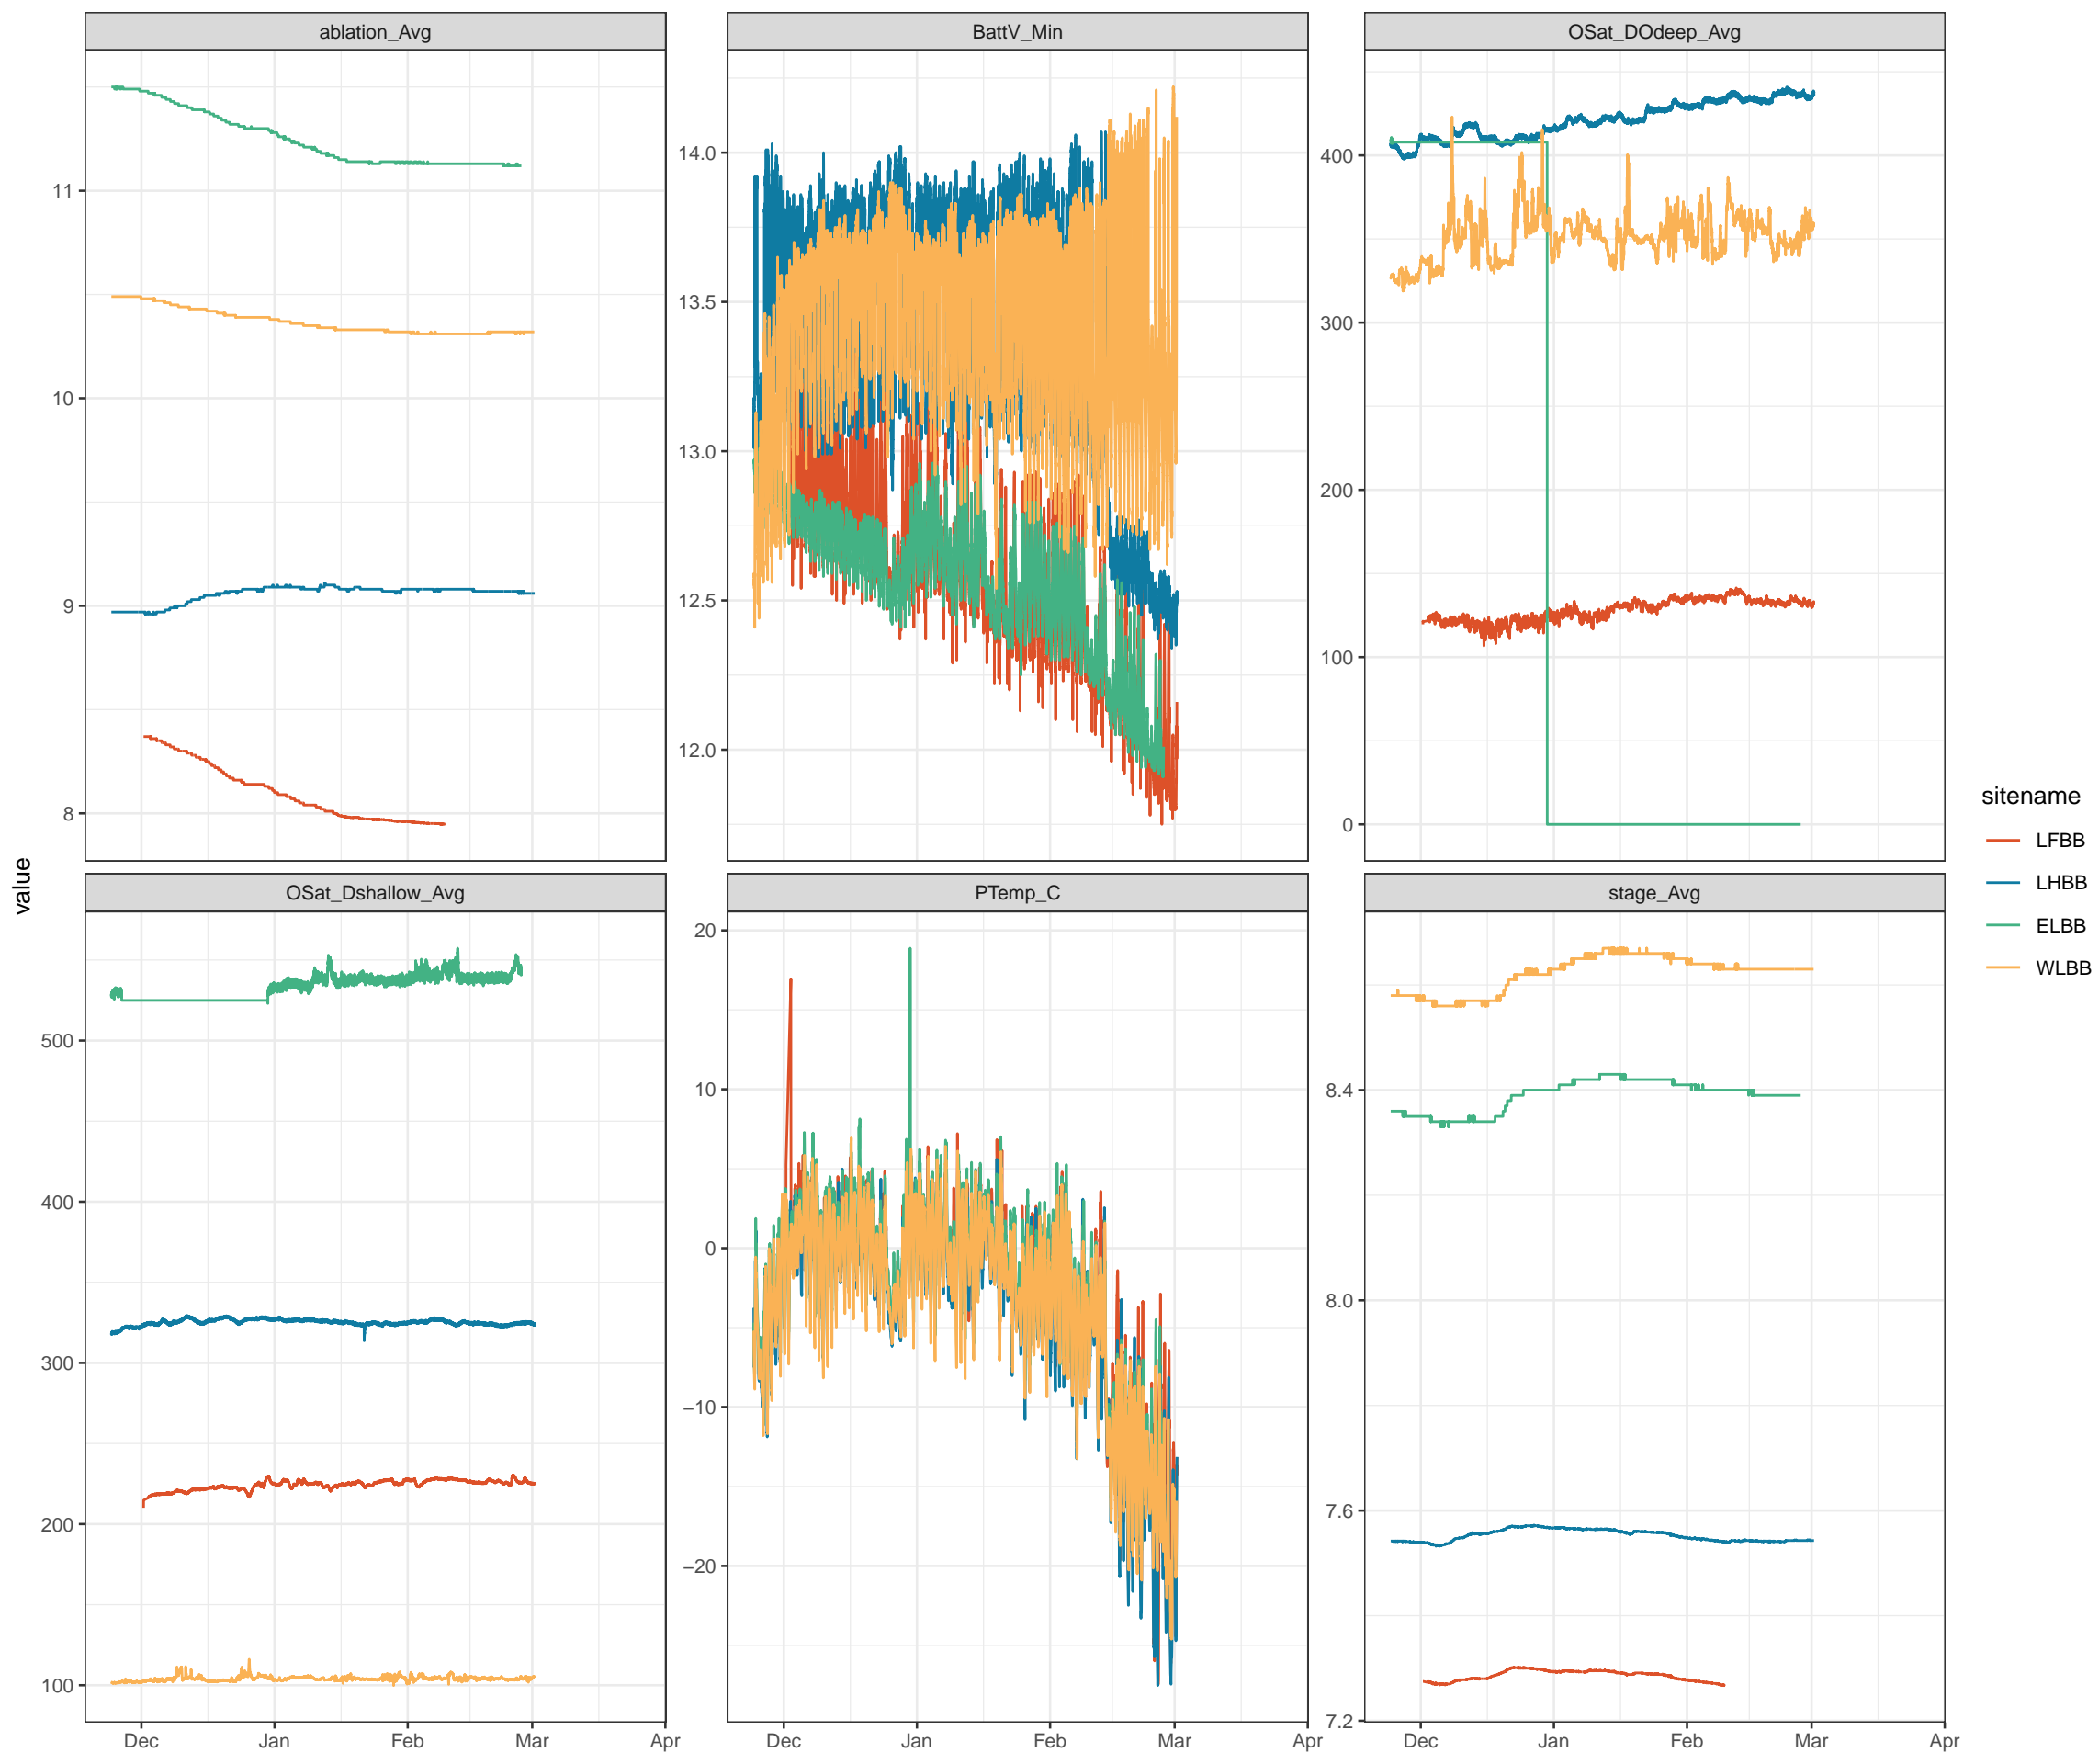 ablation_Avg
BattV_Min
OSat_DOdeep_Avg
11
10
9
8
14.0
13.5
13.0
12.5
12.0
400
300
200
100
0
value
OSat_Dshallow_Avg
PTemp_C
stage_Avg
500
400
300
200
100
20
10
0
−10
−20
8.4
8.0
7.6
7.2
Dec Jan Feb Mar Apr
Dec Jan Feb Mar Apr
Dec Jan Feb Mar Apr
sitename
LFBB
LHBB
ELBB
WLBB